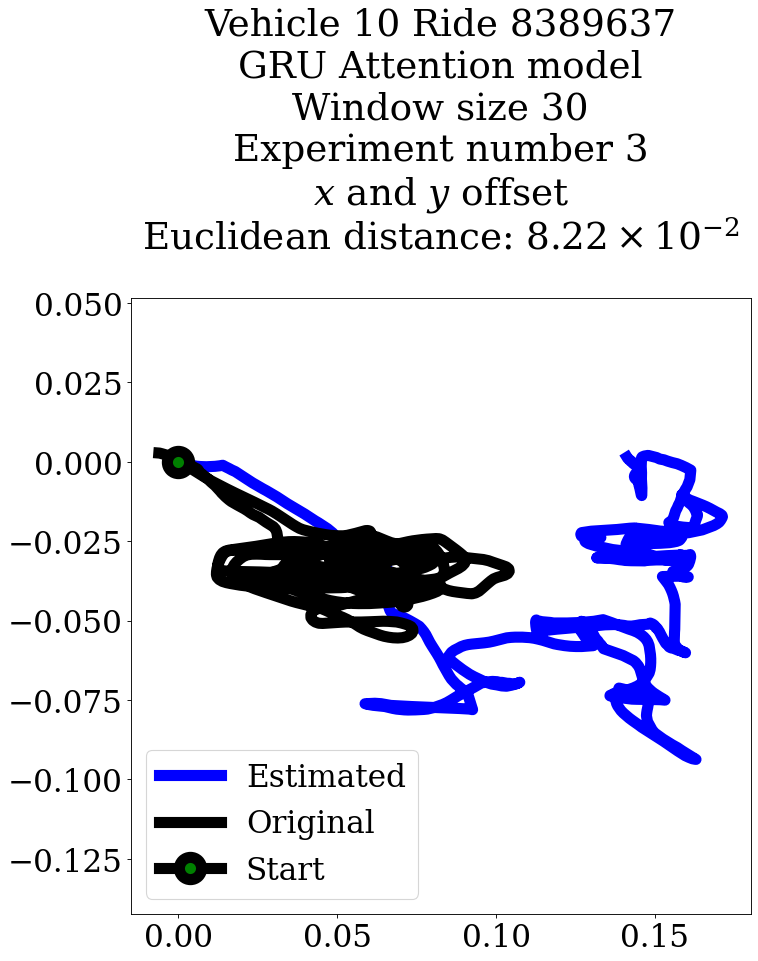 Vehicle 10 Ride 8389637
GRU Attention model
Window size 30
Experiment number 3
x and y offset
Euclidean distance: 8.22 × 10⁻²
0.050
0.025
0.000
−0.025
−0.050
−0.075
−0.100
−0.125
Estimated
Original
Start
0.00 0.05 0.10 0.15